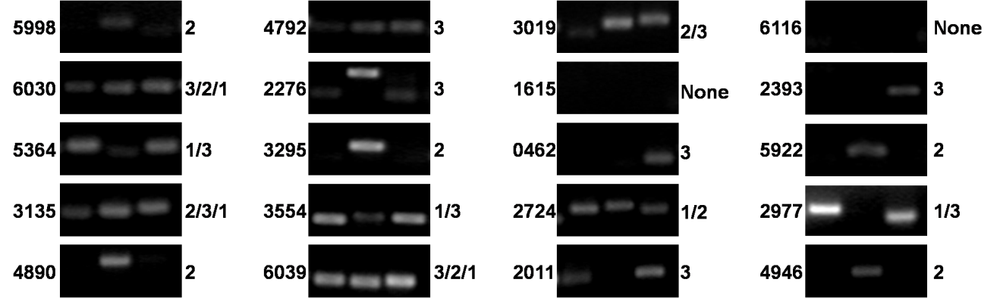 5998 2 4792 3 3019 2/3 6116 None
6030 3/2/1 2276 3 1615 None 2393 3
5364 1/3 3295 2 0462 3 5922 2
3135 2/3/1 3554 1/3 2724 1/2 2977 1/3
4890 2 6039 3/2/1 2011 3 4946 2